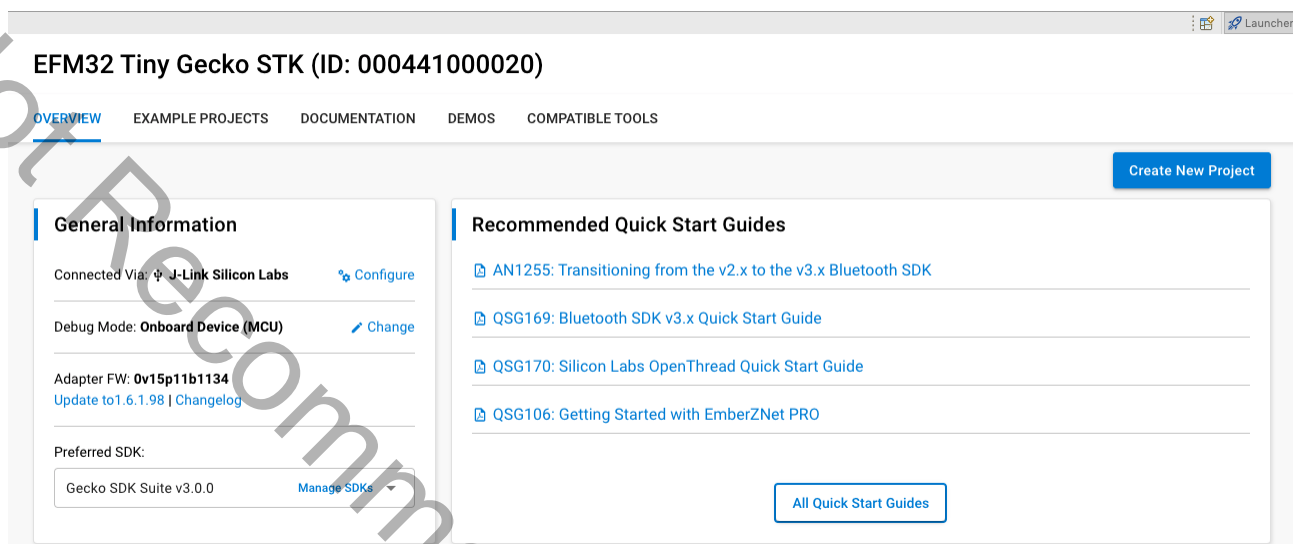 Launcher
EFM32 Tiny Gecko STK (ID: 000441000020)
OVERVIEW EXAMPLE PROJECTS DOCUMENTATION DEMOS COMPATIBLE TOOLS
Create New Project
General Information
Connected Via: J-Link Silicon Labs Configure
Debug Mode: Onboard Device (MCU) Change
Adapter FW: 0v15p11b1134
Update to1.6.1.98 | Changelog
Preferred SDK:
Gecko SDK Suite v3.0.0 Manage SDKs
Recommended Quick Start Guides
AN1255: Transitioning from the v2.x to the v3.x Bluetooth SDK
QSG169: Bluetooth SDK v3.x Quick Start Guide
QSG170: Silicon Labs OpenThread Quick Start Guide
QSG106: Getting Started with EmberZNet PRO
All Quick Start Guides